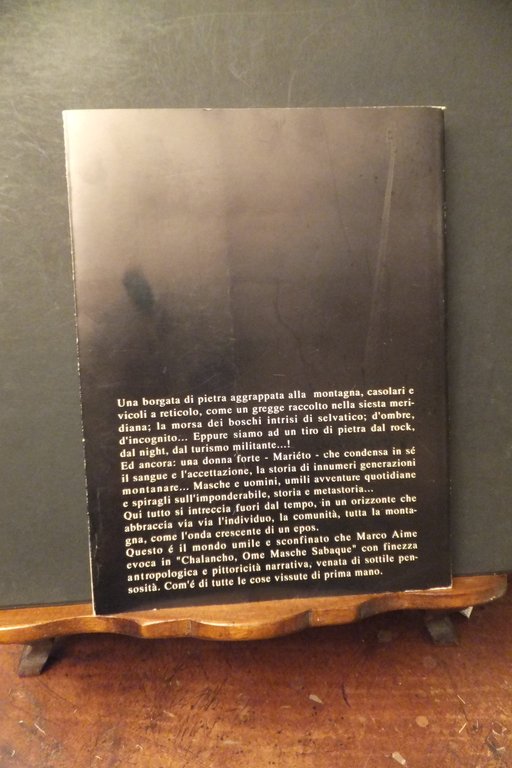 Una borgata di pietra aggrappata alla montagna, casolari e
vicoli a reticolo, come un gregge raccolto nella siesta meri-
diana; la morsa dei boschi intrisi di selvatico; d'ombre,
d'incognito... Eppure siamo ad un tiro di pietra dal rock,
dal night, dal turismo militante...!
Ed ancora: una donna forte - Mariéto - che condensa in sé
il sangue e l'accettazione, la storia di innumeri generazioni
montanare... Masche e uomini, umili avventure quotidiane
e spiragli sull'imponderabile, storia e metastoria...
Qui tutto si intreccia fuori dal tempo, in un orizzonte che
abbraccia via via l'individuo, la comunità, tutta la monta-
gna, come l'onda crescente di un epos.
Questo é il mondo umile e sconfinato che Marco Aime
evoca in "Chalancho, Ome Masche Sabaque" con finezza
antropologica e pittoricità narrativa, venata di sottile pen-
sosità. Com'é di tutte le cose vissute di prima mano.